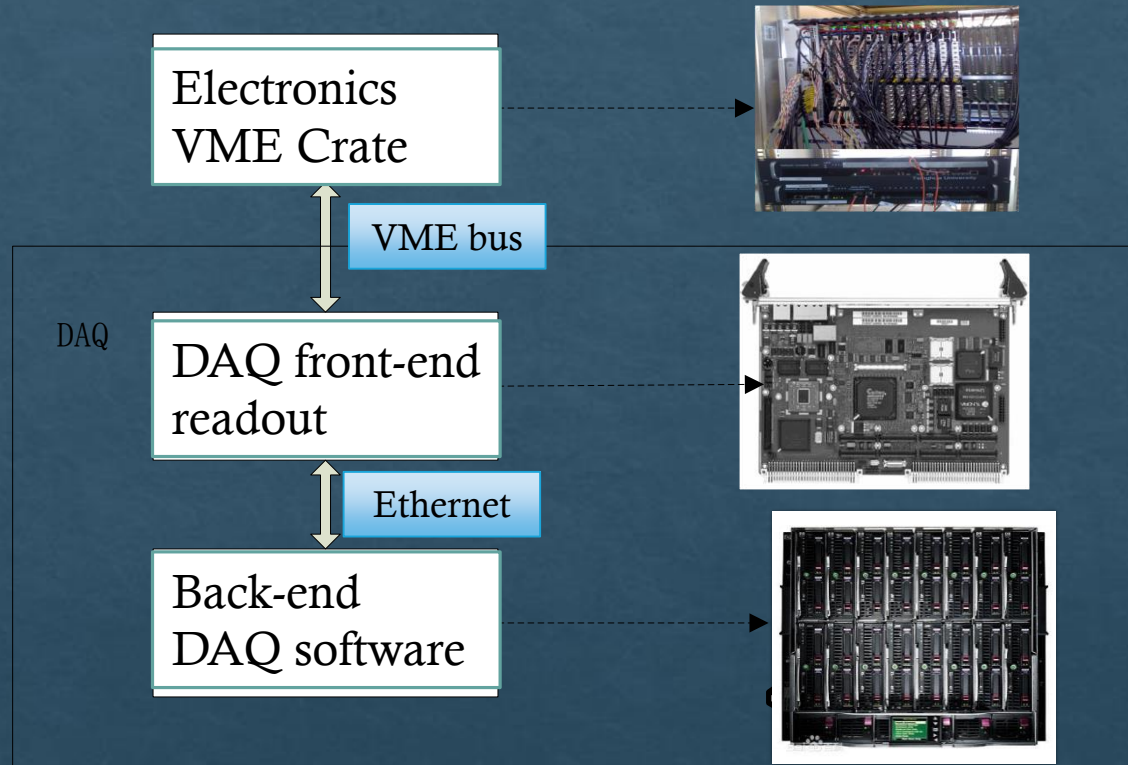 Electronics
VME Crate
VME bus
DAQ
DAQ front-end
readout
Ethernet
Back-end
DAQ software